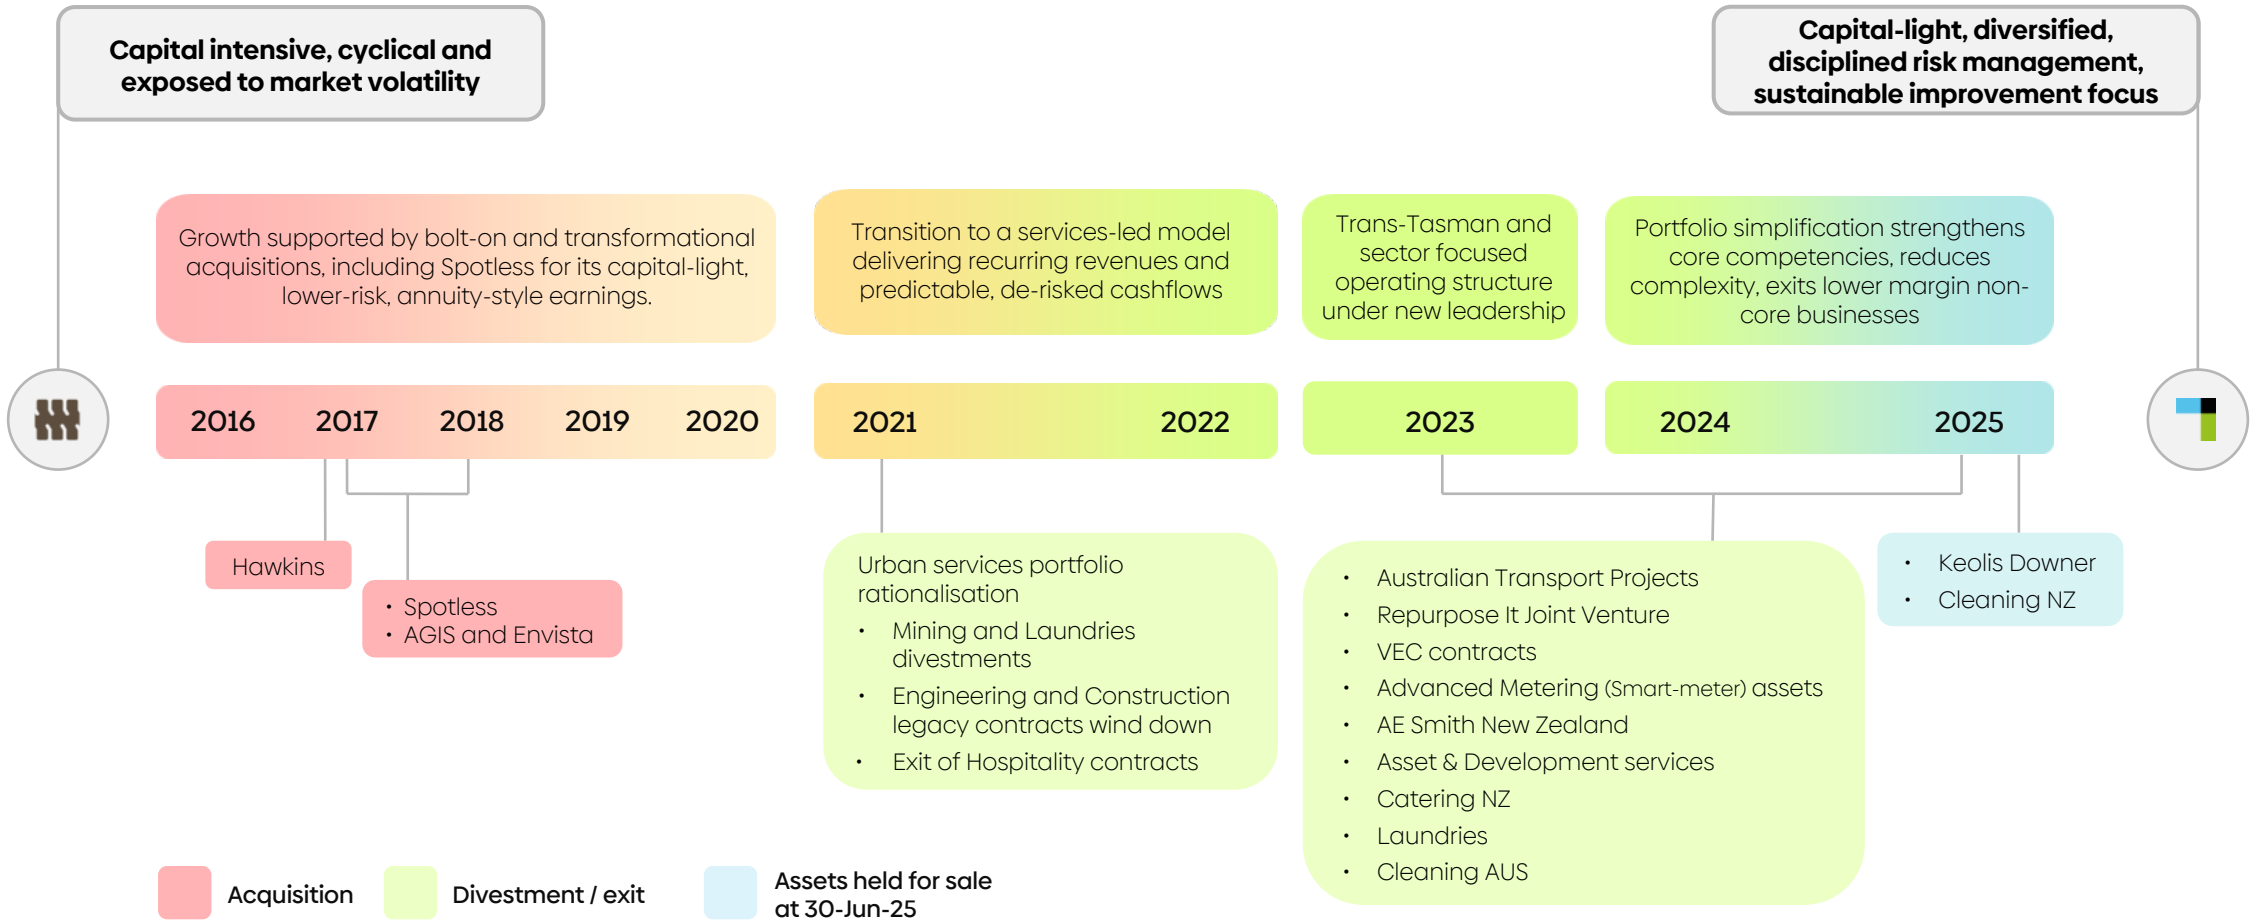 Capital intensive, cyclical and
exposed to market volatility
Capital-light, diversified,
disciplined risk management,
sustainable improvement focus
Growth supported by bolt-on and transformational
acquisitions, including Spotless for its capital-light,
lower-risk, annuity-style earnings.
Transition to a services-led model
delivering recurring revenues and
predictable, de-risked cashflows
Trans-Tasman and
sector focused
operating structure
under new leadership
Portfolio simplification strengthens
core competencies, reduces
complexity, exits lower margin non-
core businesses
2016 2017 2018 2019 2020 2021 2022 2023 2024 2025
Hawkins
• Spotless
• AGIS and Envista
Urban services portfolio
rationalisation
• Mining and Laundries
divestments
• Engineering and Construction
legacy contracts wind down
• Exit of Hospitality contracts
• Australian Transport Projects
• Repurpose It Joint Venture
• VEC contracts
• Advanced Metering (Smart-meter) assets
• AE Smith New Zealand
• Asset & Development services
• Catering NZ
• Laundries
• Cleaning AUS
• Keolis Downer
• Cleaning NZ
Acquisition
Divestment / exit
Assets held for sale
at 30-Jun-25